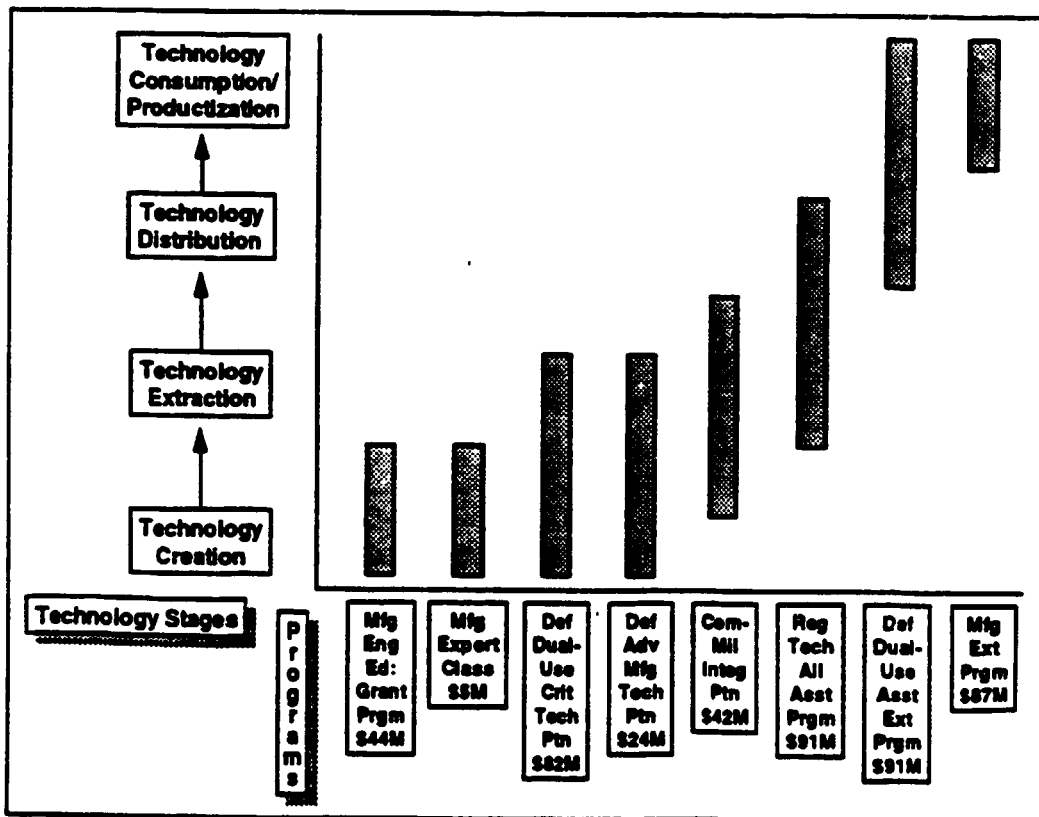 Technology
Consumption/
Productization
Technology
Distribution
Technology
Extraction
Technology
Creation
Technology Stages
Programs
Mfg
Eng
Ed:
Grant
Prgm
$44M
Mfg
Expert
Class
$5M
Def
Dual-
Use
Crit
Tech
Ptn
$82M
Def
Adv
Mfg
Tech
Ptn
$24M
Com-
Mil
Integ
Ptn
$42M
Reg
Tech
All
Asst
Prgm
$91M
Def
Dual-
Use
Asst
Ext
Prgm
$91M
Mfg
Ext
Prgm
$87M